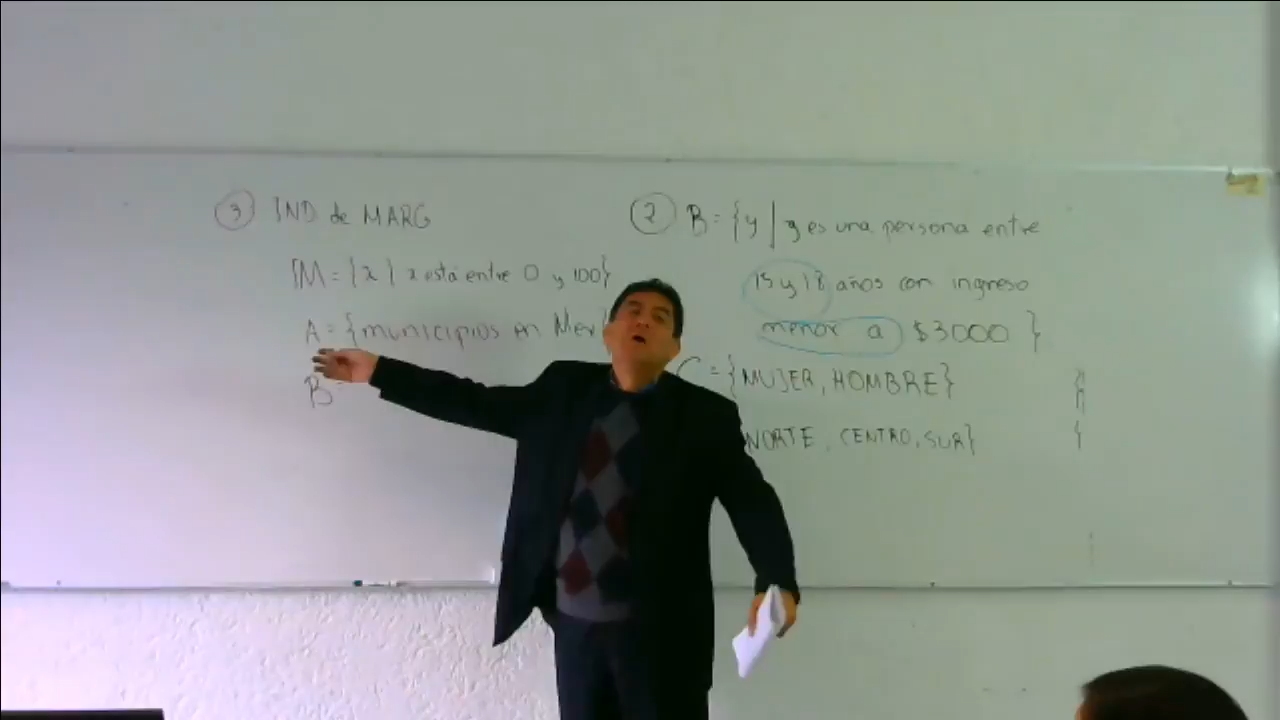 3 IND de MARG
IM = {x | x está entre 0 y 100}
A = {municipios en Mex
B =
2 B = {y | y es una persona entre
15 y 18 años con ingreso
menor a $3000 }
C = {MUJER, HOMBRE}
NORTE, CENTRO, SUR}